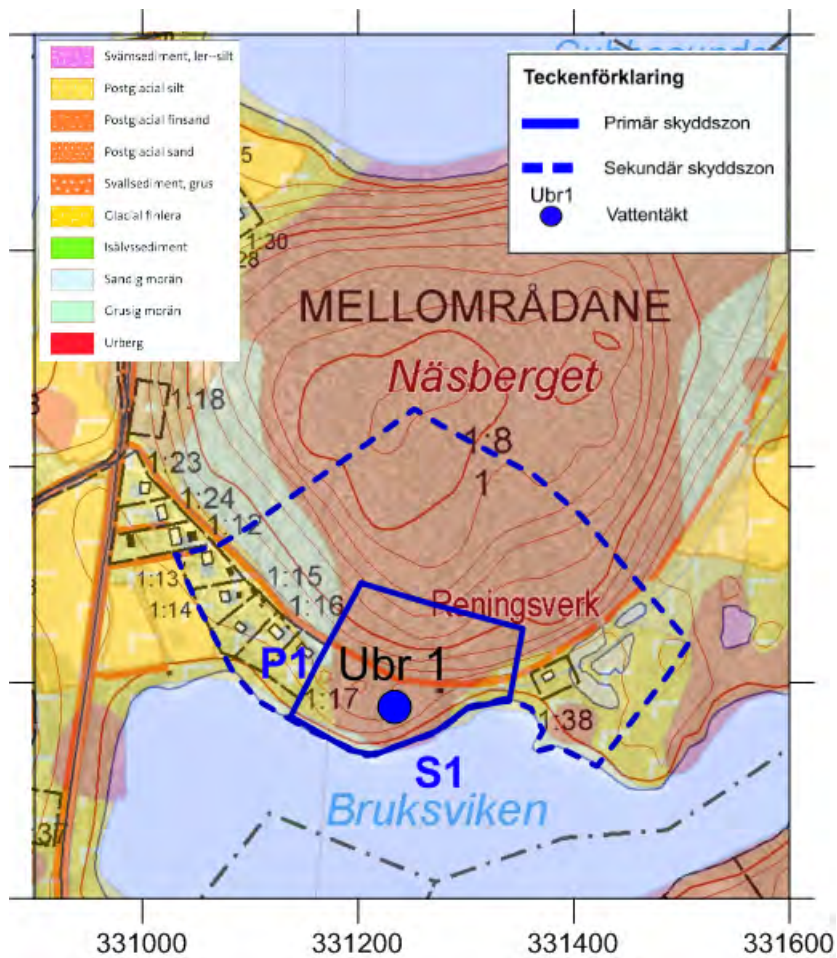 Svämsediment, ler--silt
Postglacial silt
Postglacial finsand
Postglacial sand
Svallsediment, grus
Glacial finlera
Isälvssediment
Sandig morän
Grusig morän
Urberg
Teckenförklaring
Primär skyddszon
Sekundär skyddszon
Ubr1
Vattentäkt
1:30
28
MELLOMRÅDANE
Näsberget
1:18
1:8
1
1:23
1:24
1:12
1:13
1:14
1:15
1:16
Reningsverk
P1
Ubr 1
1:17
1:38
S1
Bruksviken
:37
331000
331200
331400
331600